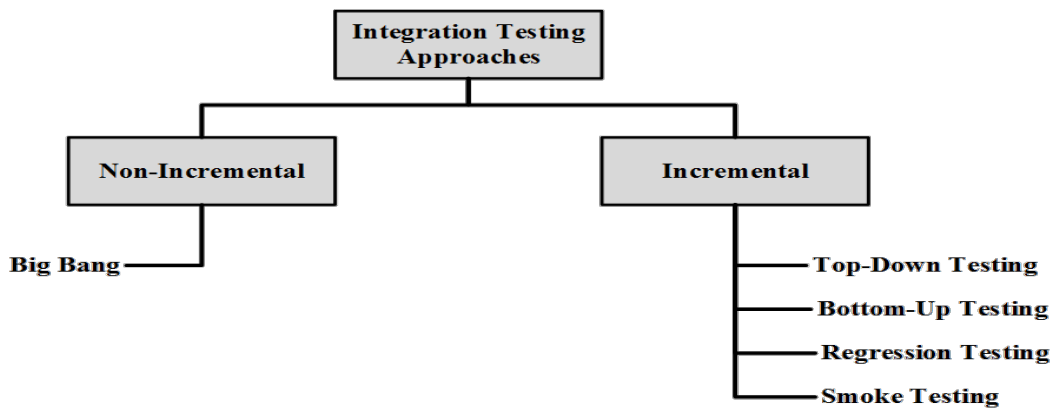 Integration Testing
Approaches
Non-Incremental
Incremental
Big Bang
Top-Down Testing
Bottom-Up Testing
Regression Testing
Smoke Testing